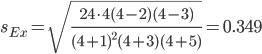 s_{Ex} = \sqrt{\frac{24 \cdot 4(4-2)(4-3)}{(4+1)^2(4+3)(4+5)}} = 0.349